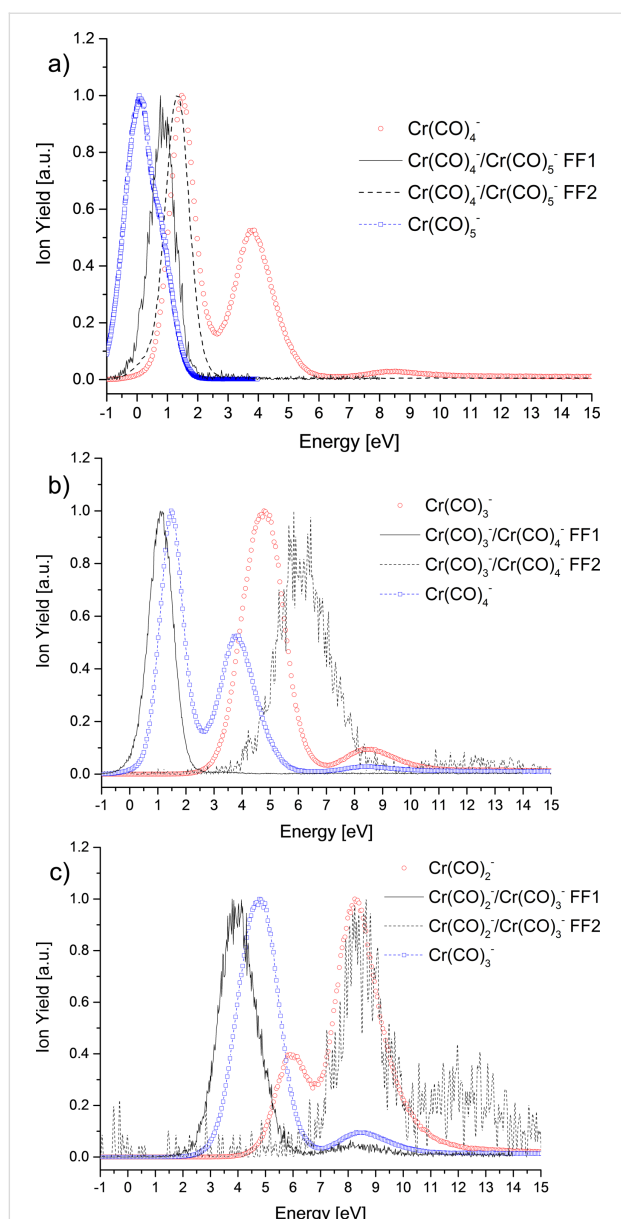 a)
1.2
1.0
0.8
0.6
0.4
0.2
0.0
Ion Yield [a.u.]
Cr(CO)₄⁻
Cr(CO)₄⁻/Cr(CO)₅⁻ FF1
Cr(CO)₄⁻/Cr(CO)₅⁻ FF2
Cr(CO)₅⁻
-1 0 1 2 3 4 5 6 7 8 9 10 11 12 13 14 15
Energy [eV]
b)
1.2
1.0
0.8
0.6
0.4
0.2
0.0
Ion Yield [a.u.]
Cr(CO)₃⁻
Cr(CO)₃⁻/Cr(CO)₄⁻ FF1
Cr(CO)₃⁻/Cr(CO)₄⁻ FF2
Cr(CO)₄⁻
-1 0 1 2 3 4 5 6 7 8 9 10 11 12 13 14 15
Energy [eV]
c)
1.2
1.0
0.8
0.6
0.4
0.2
0.0
Ion Yield [a.u.]
Cr(CO)₂⁻
Cr(CO)₂⁻/Cr(CO)₃⁻ FF1
Cr(CO)₂⁻/Cr(CO)₃⁻ FF2
Cr(CO)₃⁻
-1 0 1 2 3 4 5 6 7 8 9 10 11 12 13 14 15
Energy [eV]